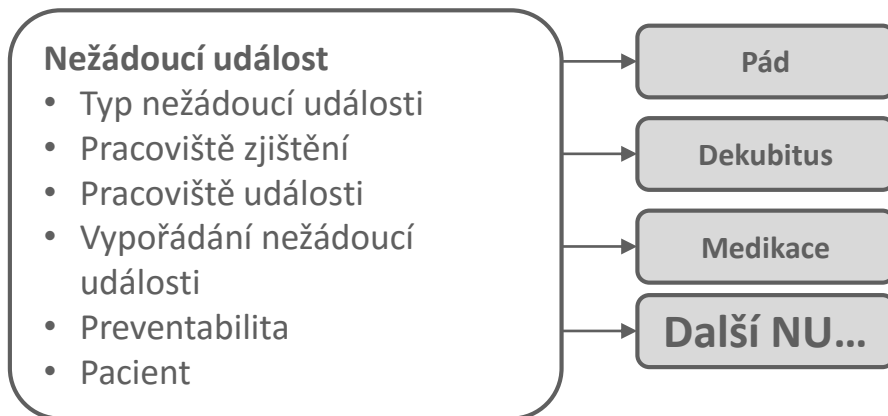 Nežádoucí událost
• Typ nežádoucí události
• Pracoviště zjištění
• Pracoviště události
• Vypořádání nežádoucí
události
• Preventabilita
• Pacient
Pád
Dekubitus
Medikace
Další NU...